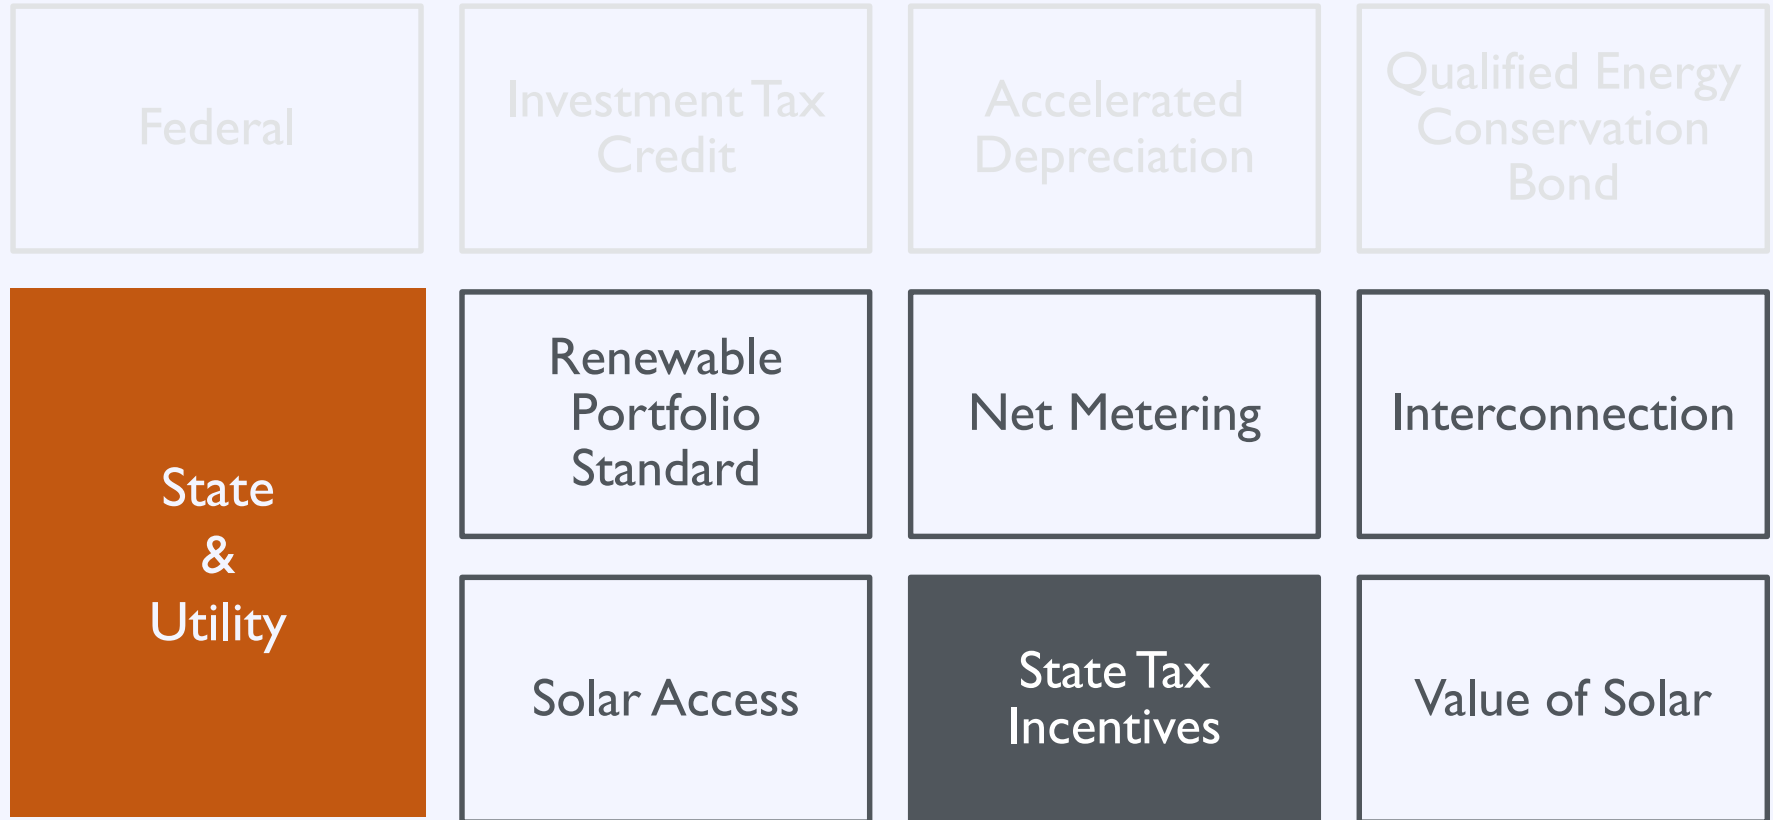 Federal
Investment Tax
Credit
Accelerated
Depreciation
Qualified Energy
Conservation
Bond
State
&
Utility
Renewable
Portfolio
Standard
Net Metering
Interconnection
Solar Access
State Tax
Incentives
Value of Solar